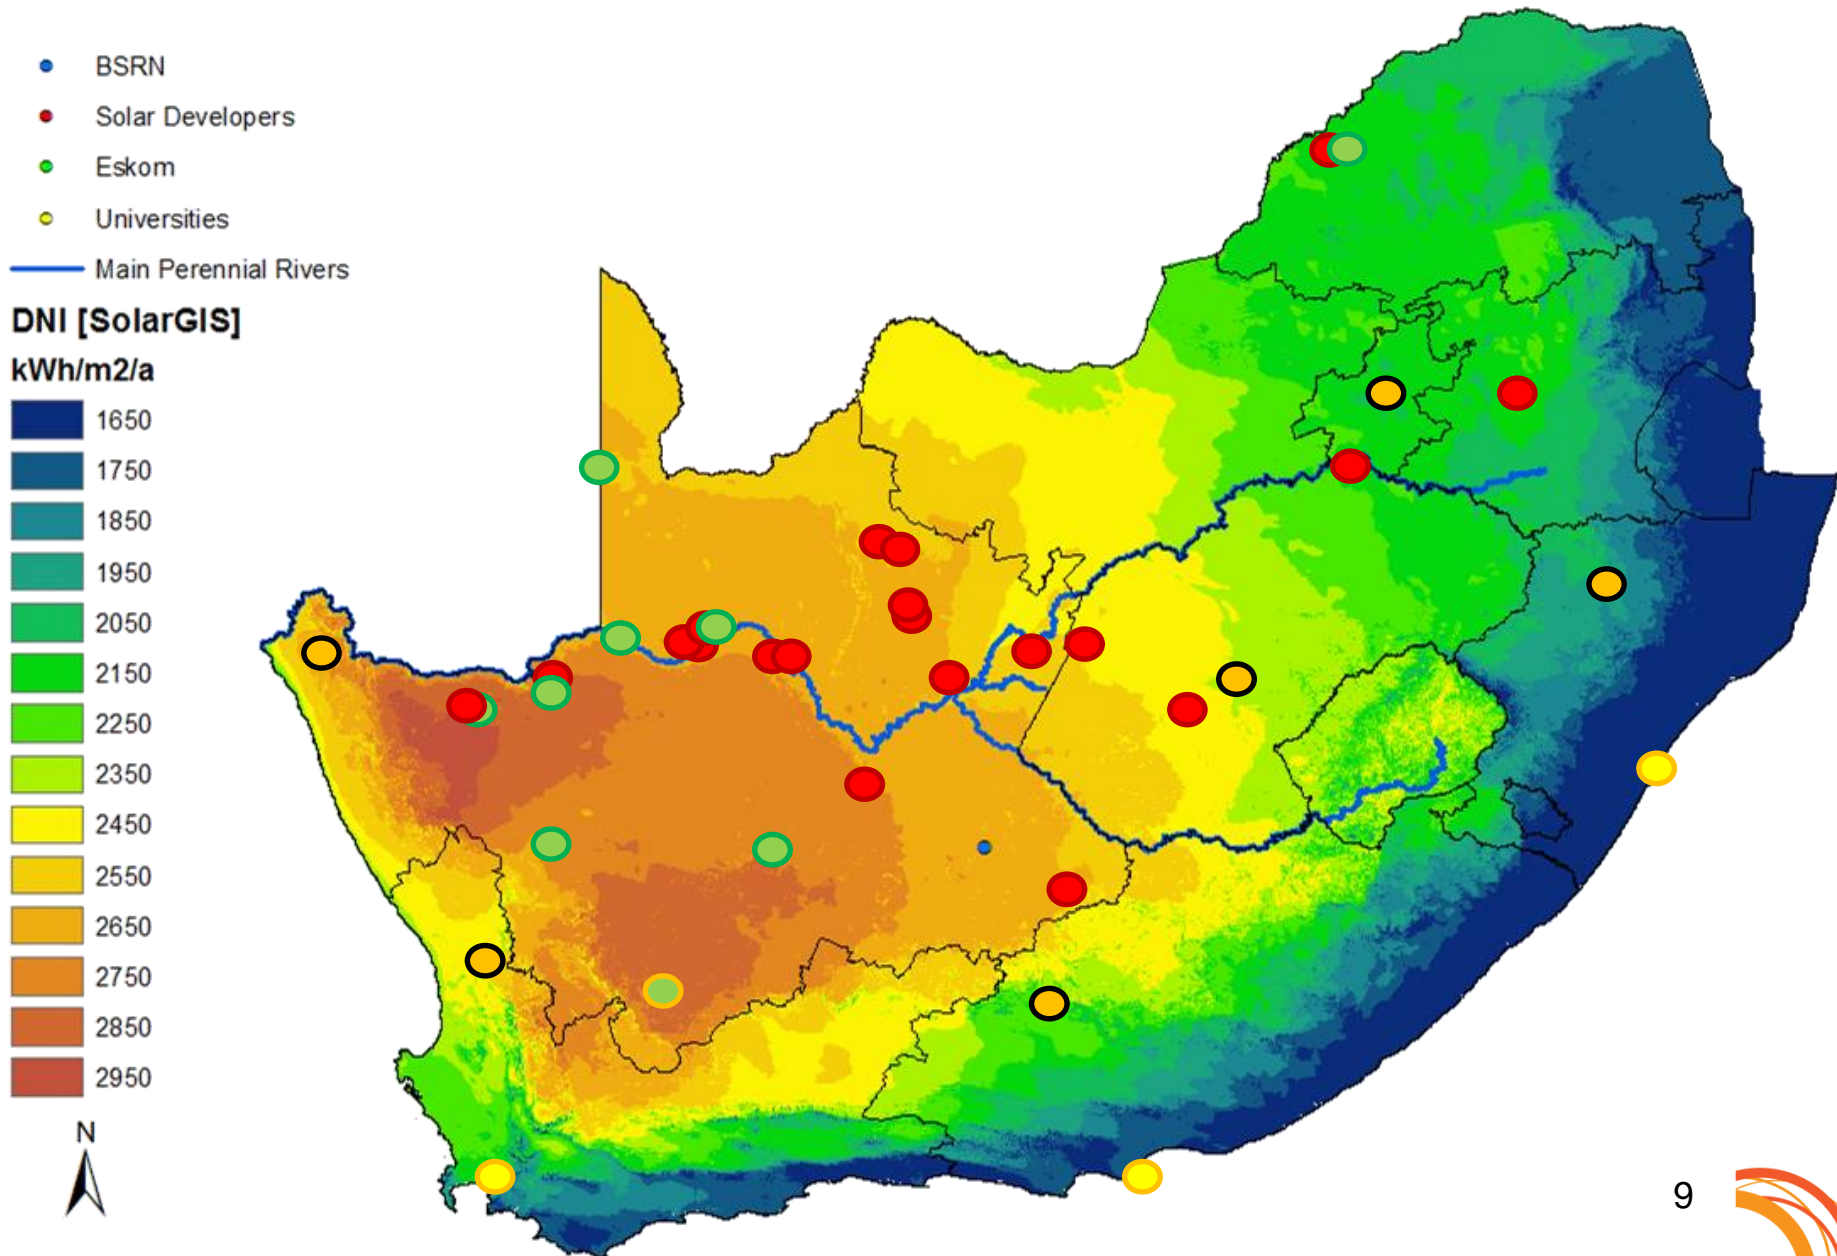 BSRN
Solar Developers
Eskom
Universities
Main Perennial Rivers
DNI [SolarGIS]
kWh/m2/a
1650
1750
1850
1950
2050
2150
2250
2350
2450
2550
2650
2750
2850
2950
N
9